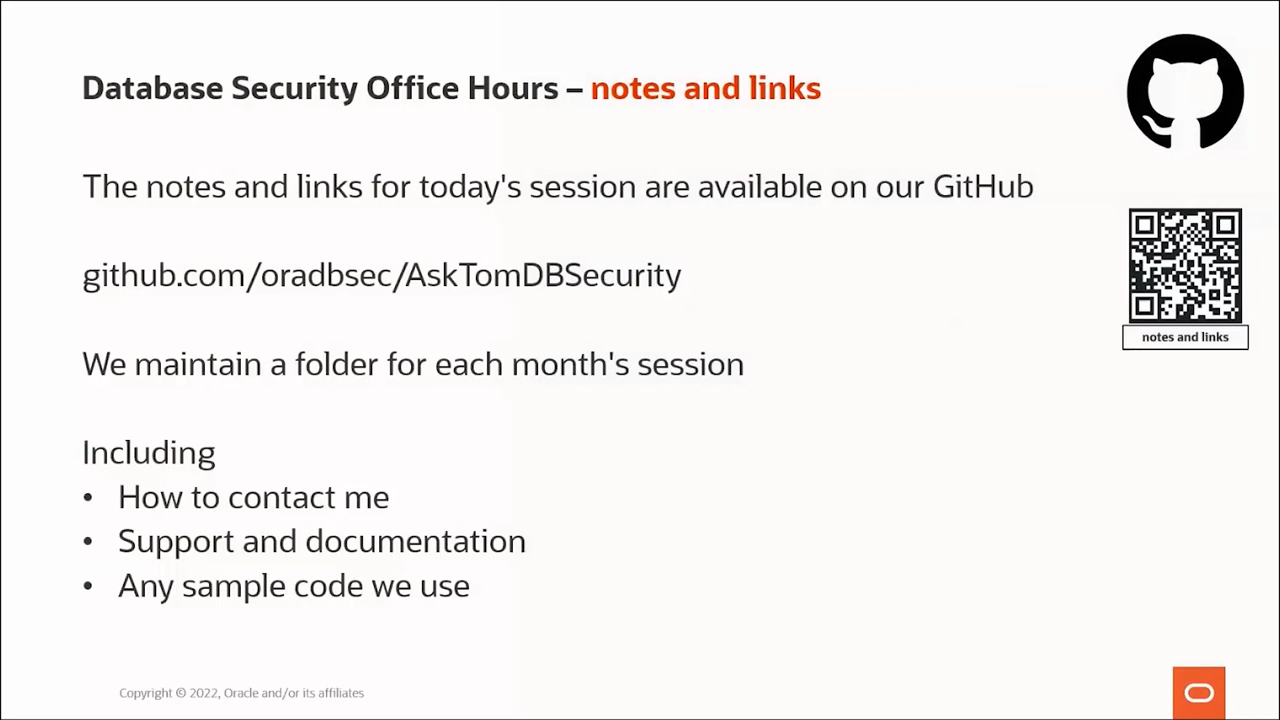 Database Security Office Hours – notes and links
The notes and links for today's session are available on our GitHub
github.com/oradbsec/AskTomDBSecurity
notes and links
We maintain a folder for each month's session
Including
• How to contact me
• Support and documentation
• Any sample code we use
Copyright © 2022, Oracle and/or its affiliates